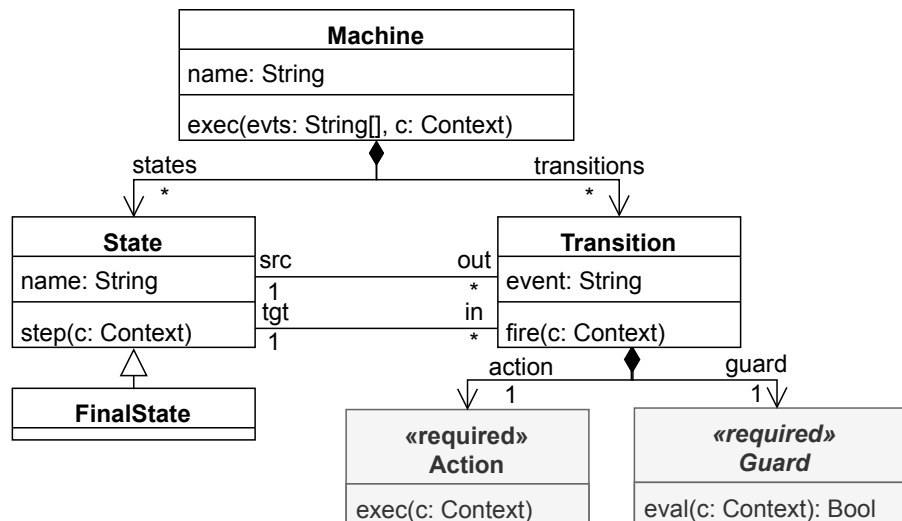 Machine
name: String
exec(evts: String[], c: Context)
states
transitions
*
*
State
name: String
step(c: Context)
src
out
1
*
tgt
in
1
*
Transition
event: String
fire(c: Context)
FinalState
action
guard
1
1
«required»
Action
exec(c: Context)
«required»
Guard
eval(c: Context): Bool